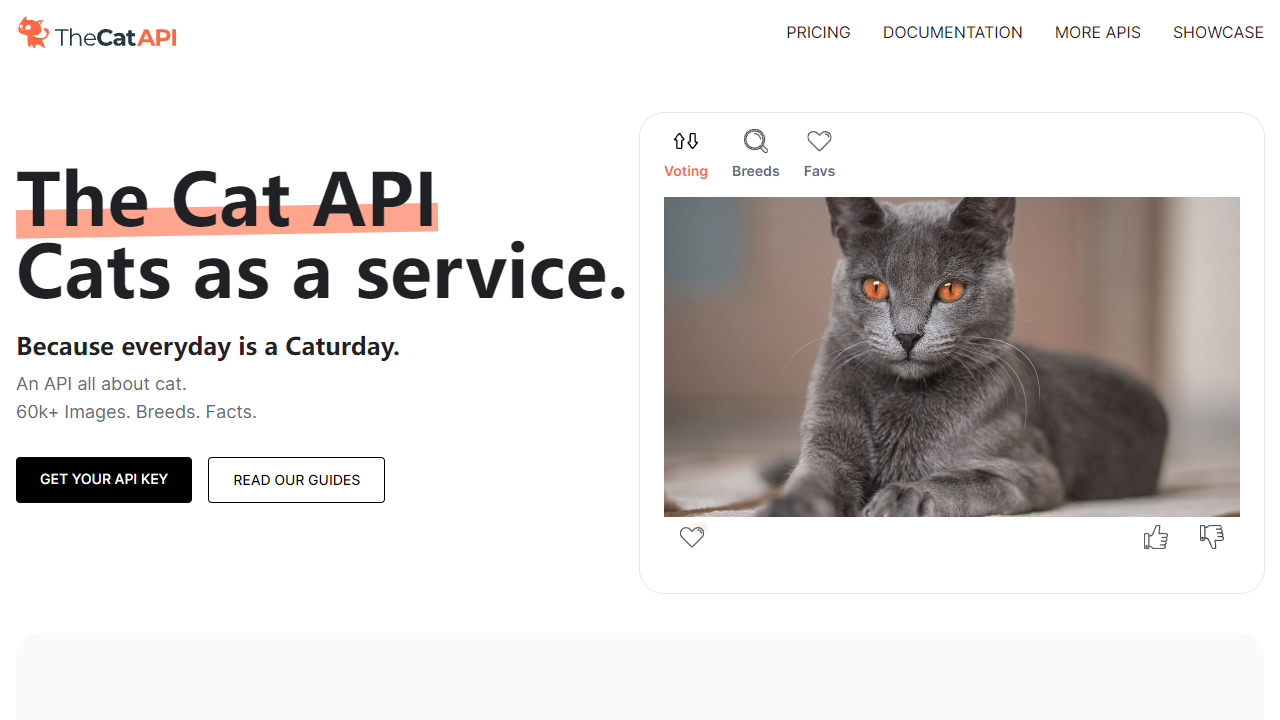 TheCatAPI
PRICING
DOCUMENTATION
MORE APIS
SHOWCASE
The Cat API
Cats as a service.
Because everyday is a Caturday.
An API all about cat.
60k+ Images. Breeds. Facts.
GET YOUR API KEY
READ OUR GUIDES
Voting
Breeds
Favs